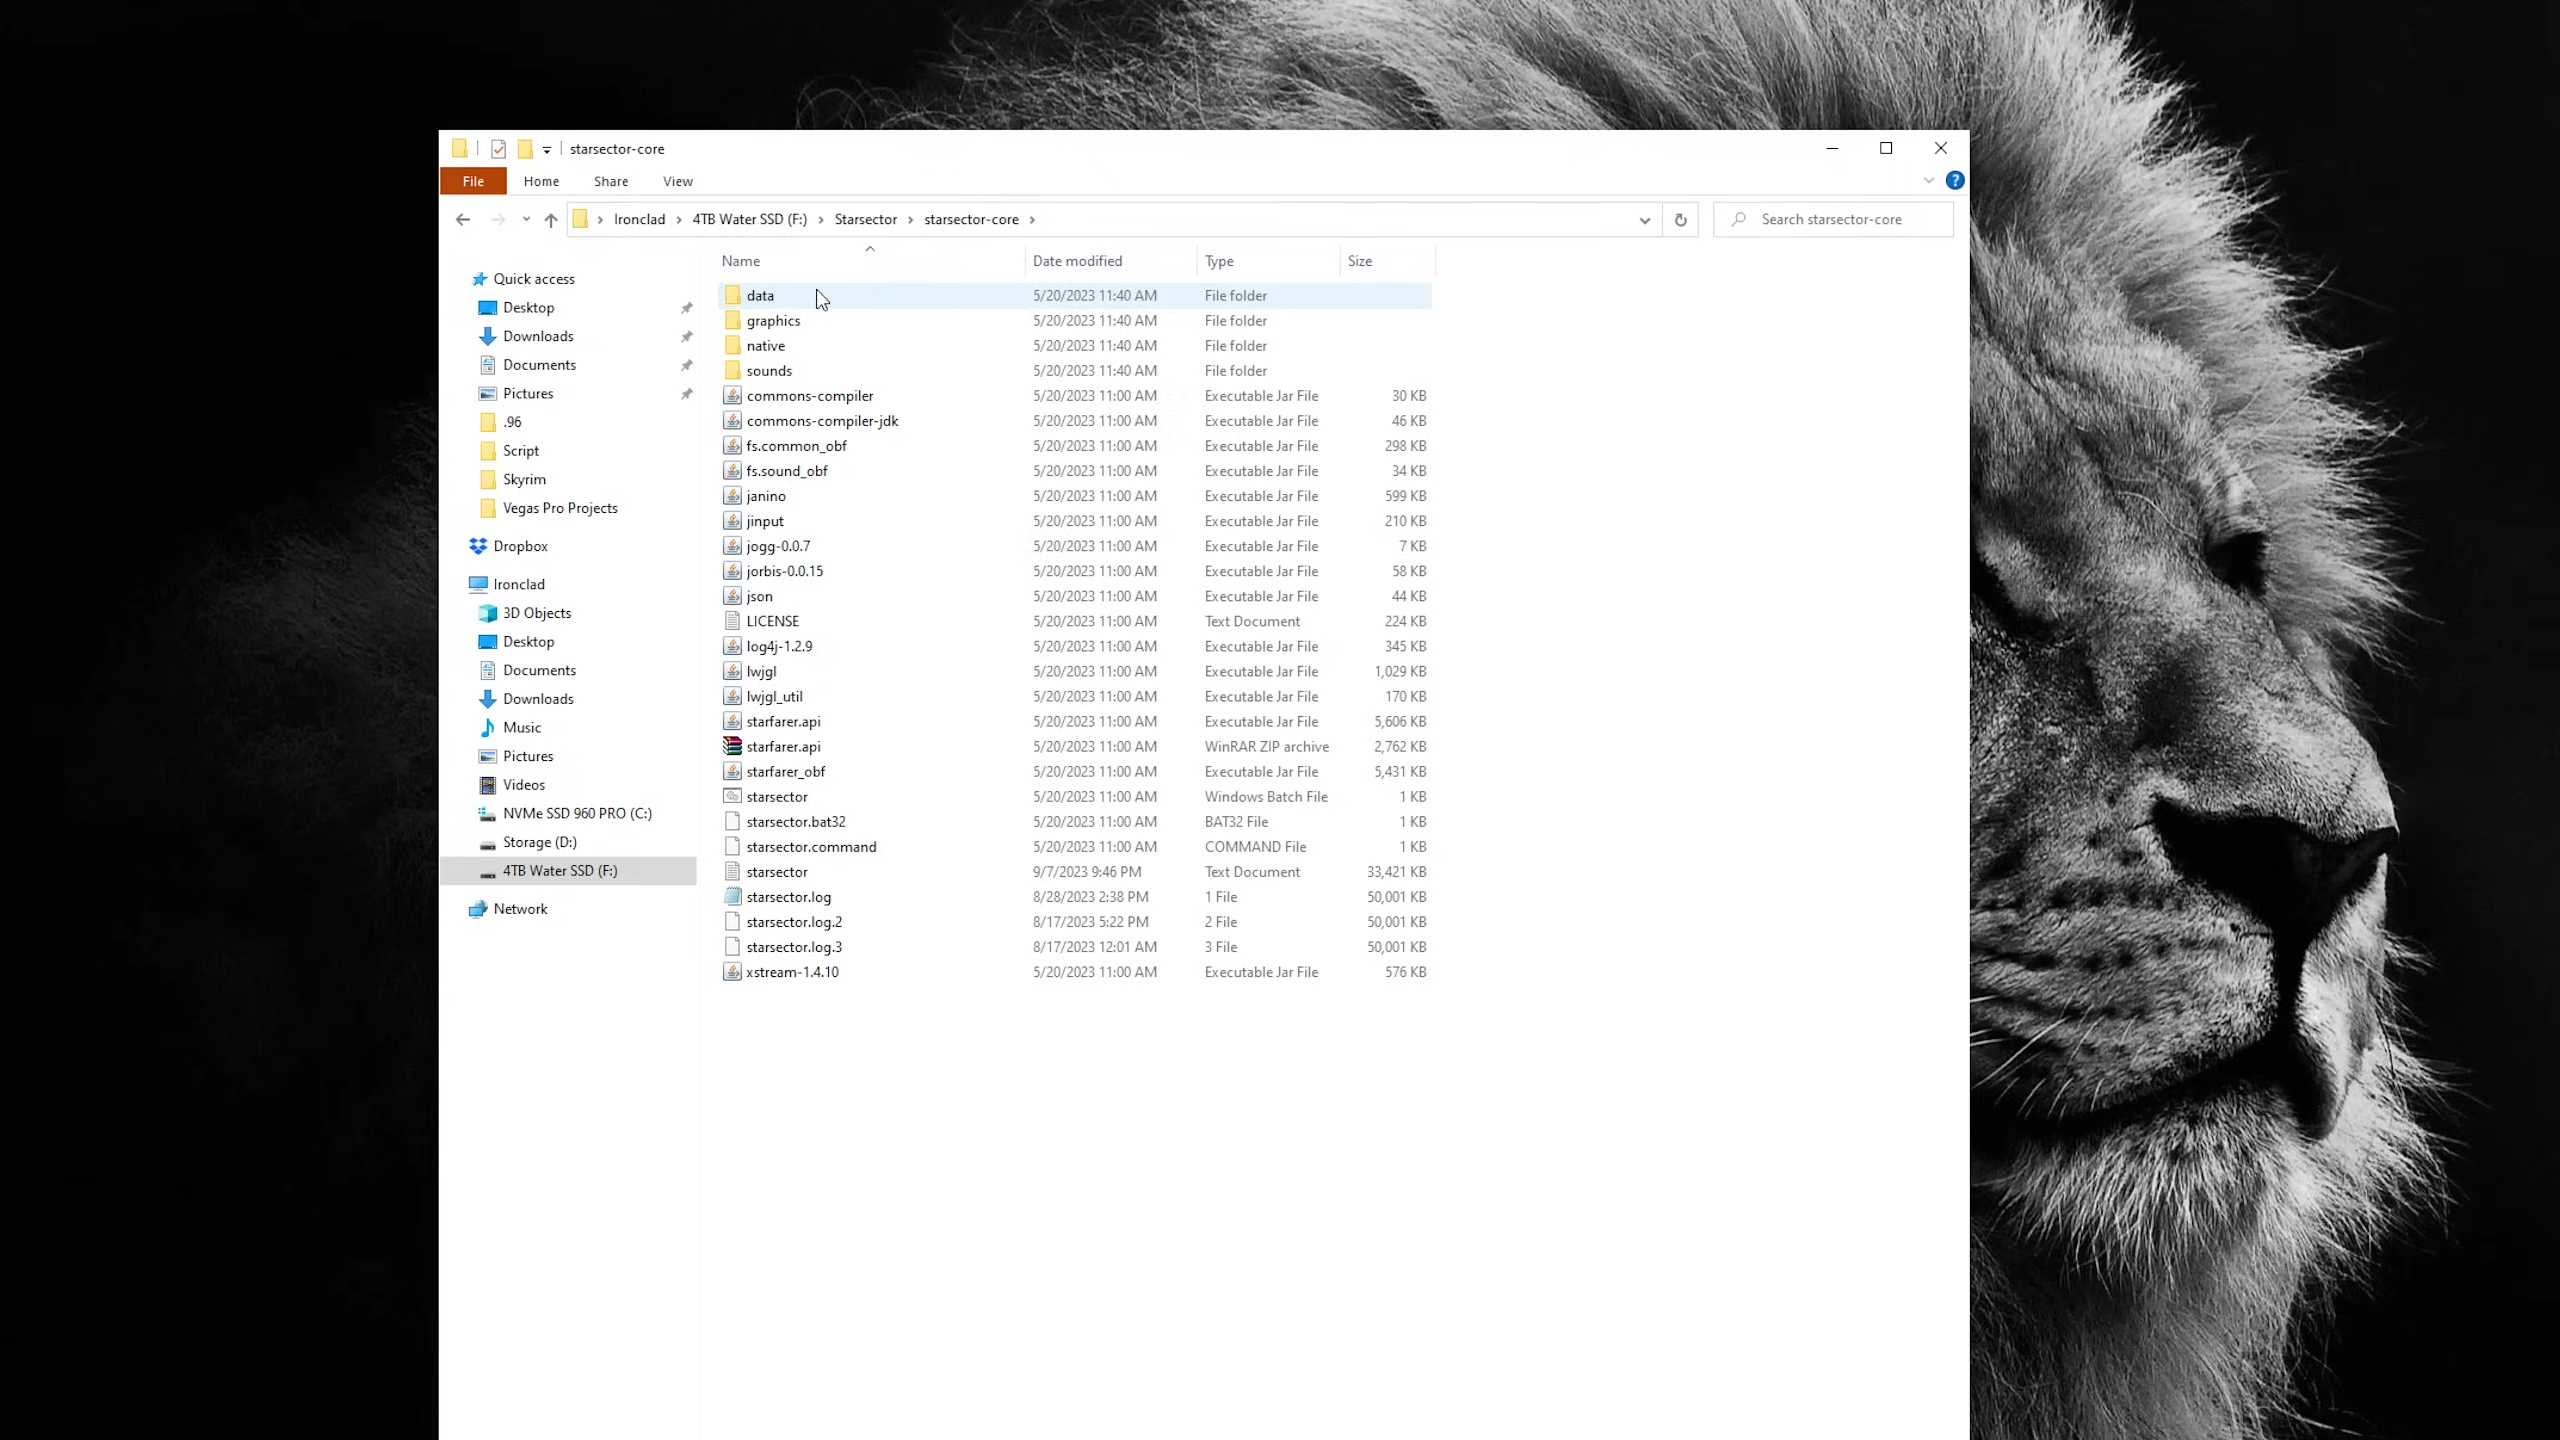 starsector-core
File Home Share View
Ironclad 4TB Water SSD (F:) Starsector starsector-core Search starsector-core
Name Date modified Type Size
Quick access
Desktop
Downloads
Documents
Pictures
.96
Script
Skyrim
Vegas Pro Projects
Dropbox
Ironclad
3D Objects
Desktop
Documents
Downloads
Music
Pictures
Videos
NVMe SSD 960 PRO (C:)
Storage (D:)
4TB Water SSD (F:)
Network
data 5/20/2023 11:40 AM File folder
graphics 5/20/2023 11:40 AM File folder
native 5/20/2023 11:40 AM File folder
sounds 5/20/2023 11:40 AM File folder
commons-compiler 5/20/2023 11:00 AM Executable Jar File 30 KB
commons-compiler-jdk 5/20/2023 11:00 AM Executable Jar File 46 KB
fs.common_obf 5/20/2023 11:00 AM Executable Jar File 298 KB
fs.sound_obf 5/20/2023 11:00 AM Executable Jar File 34 KB
janino 5/20/2023 11:00 AM Executable Jar File 599 KB
jinput 5/20/2023 11:00 AM Executable Jar File 210 KB
jogg-0.0.7 5/20/2023 11:00 AM Executable Jar File 7 KB
jorbis-0.0.15 5/20/2023 11:00 AM Executable Jar File 58 KB
json 5/20/2023 11:00 AM Executable Jar File 44 KB
LICENSE 5/20/2023 11:00 AM Text Document 224 KB
log4j-1.2.9 5/20/2023 11:00 AM Executable Jar File 345 KB
lwjgl 5/20/2023 11:00 AM Executable Jar File 1,029 KB
lwjgl_util 5/20/2023 11:00 AM Executable Jar File 170 KB
starfarer.api 5/20/2023 11:00 AM Executable Jar File 5,606 KB
starfarer.api 5/20/2023 11:00 AM WinRAR ZIP archive 2,762 KB
starfarer_obf 5/20/2023 11:00 AM Executable Jar File 5,431 KB
starsector 5/20/2023 11:00 AM Windows Batch File 1 KB
starsector.bat32 5/20/2023 11:00 AM BAT32 File 1 KB
starsector.command 5/20/2023 11:00 AM COMMAND File 1 KB
starsector 9/7/2023 9:46 PM Text Document 33,421 KB
starsector.log 8/28/2023 2:38 PM 1 File 50,001 KB
starsector.log.2 8/17/2023 5:22 PM 2 File 50,001 KB
starsector.log.3 8/17/2023 12:01 AM 3 File 50,001 KB
xstream-1.4.10 5/20/2023 11:00 AM Executable Jar File 576 KB